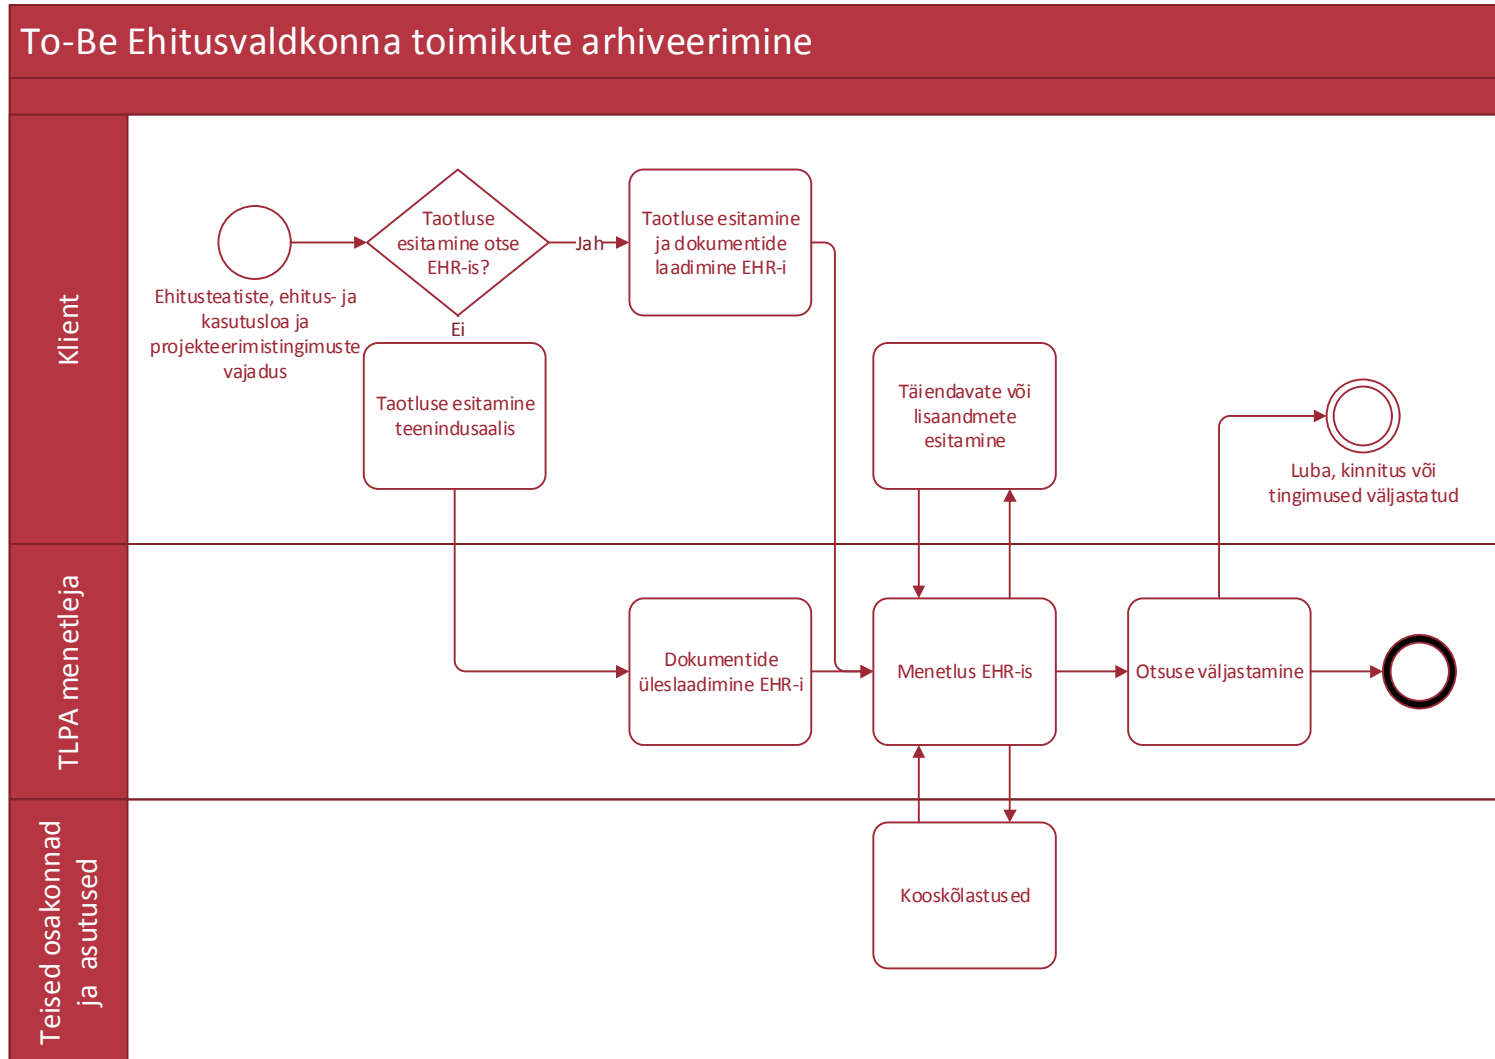 To-Be Ehitusvaldkonna toimikute arhiveerimine
Klient
Ehitusteatiste, ehitus- ja
kasutusloa ja
projekteerimistingimuste
vajadus
Taotluse
esitamine otse
EHR-is?
Jah
Ei
Taotluse esitamine
ja dokumentide
laadimine EHR-i
Taotluse esitamine
teenindusaalis
Täiendavate või
lisaandmete
esitamine
Luba, kinnitus või
tingimused väljastatud
TLPA menetleja
Dokumentide
üleslaadimine EHR-i
Menetlus EHR-is
Otsuse väljastamine
Teised osakonnad
ja asutused
Kooskõlastused